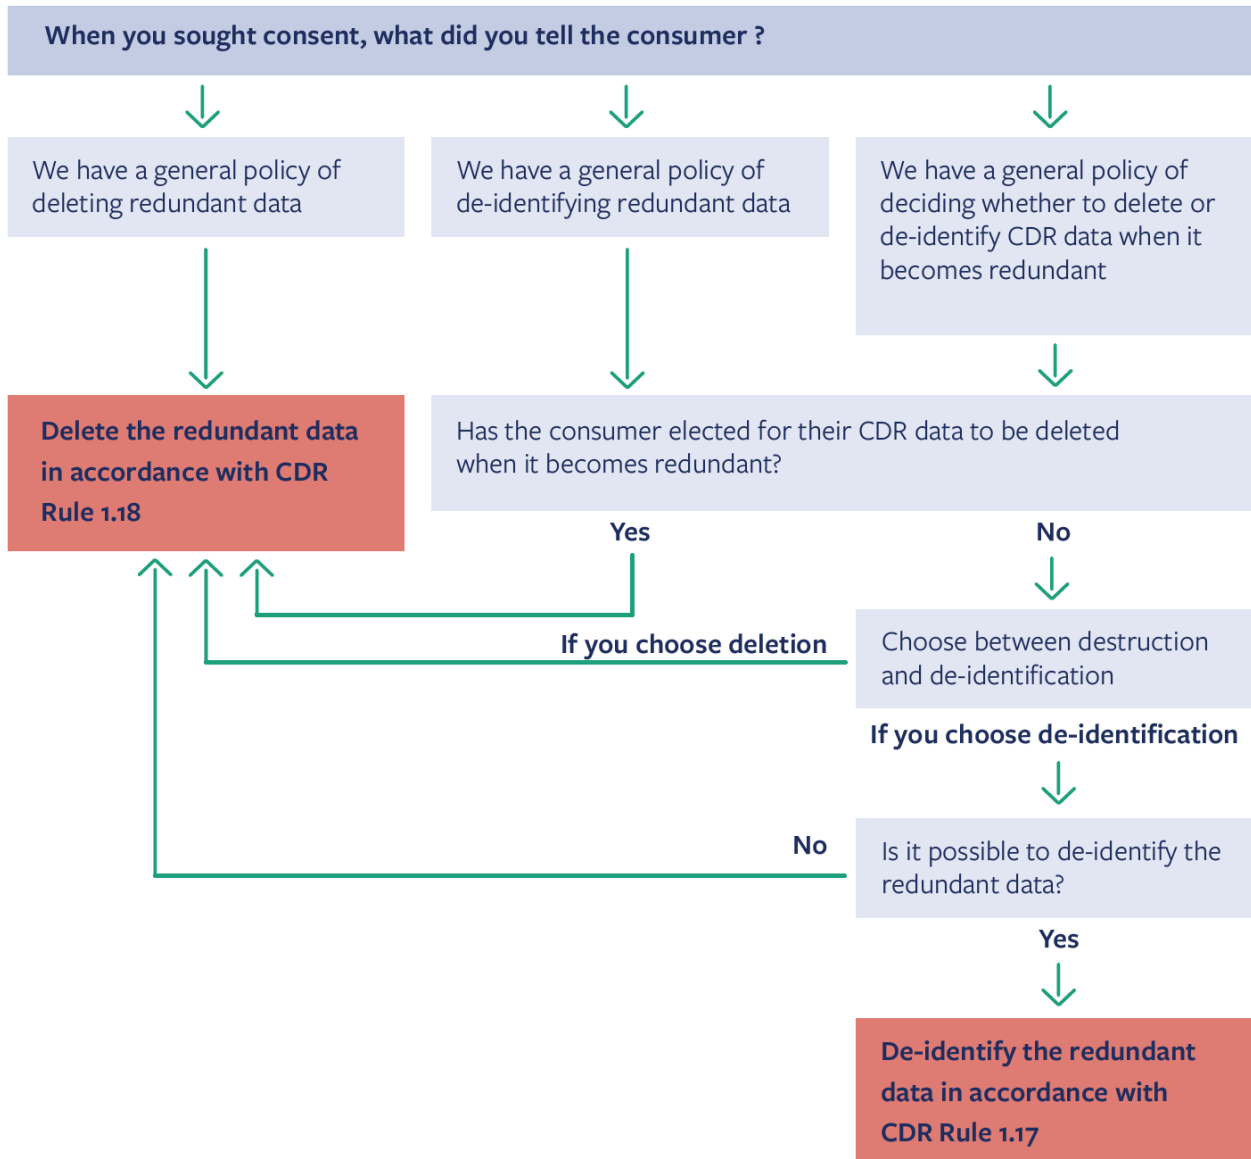 When you sought consent, what did you tell the consumer ?
We have a general policy of
deleting redundant data
We have a general policy of
de-identifying redundant data
We have a general policy of
deciding whether to delete or
de-identify CDR data when it
becomes redundant
Delete the redundant data
in accordance with CDR
Rule 1.18
Has the consumer elected for their CDR data to be deleted
when it becomes redundant?
Yes
No
If you choose deletion
Choose between destruction
and de-identification
If you choose de-identification
No
Is it possible to de-identify the
redundant data?
Yes
De-identify the redundant
data in accordance with
CDR Rule 1.17